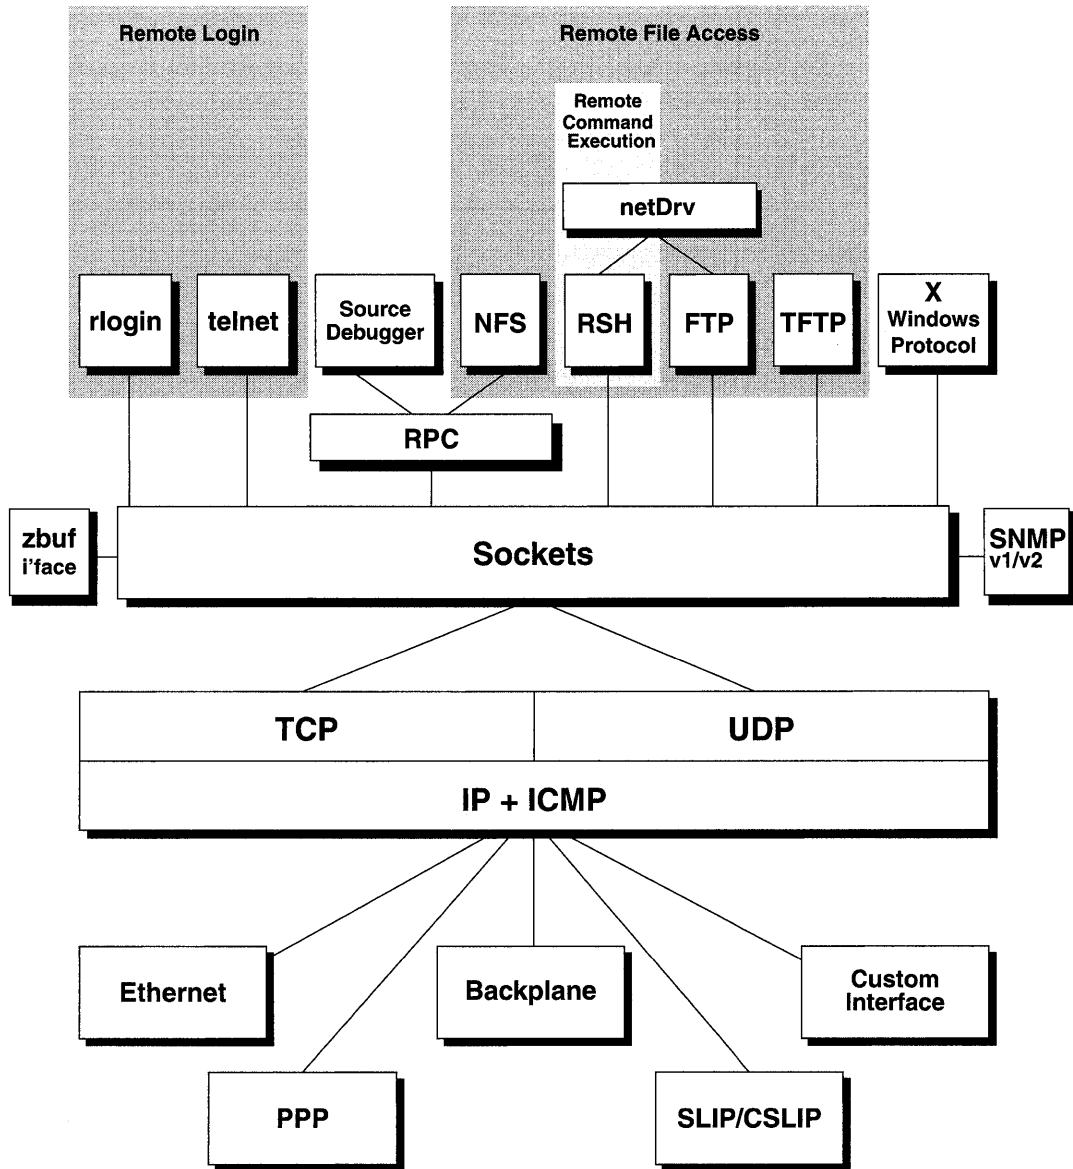 Remote Login
Remote File Access
Remote
Command
Execution
netDrv
rlogin
telnet
Source
Debugger
NFS
RSH
FTP
TFTP
X
Windows
Protocol
RPC
zbuf
i'face
Sockets
SNMP
v1/v2
TCP
UDP
IP + ICMP
Ethernet
Backplane
Custom
Interface
PPP
SLIP/CSLIP